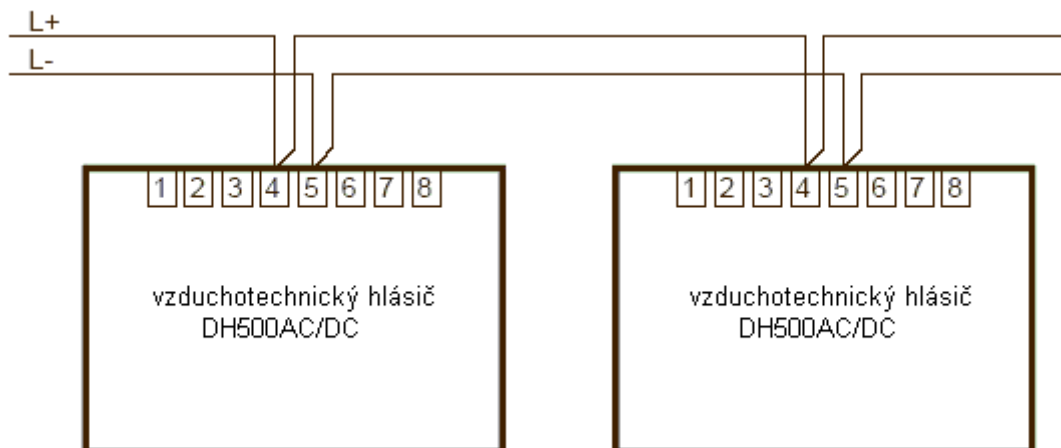 L+
L-
1 2 3 4 5 6 7 8
1 2 3 4 5 6 7 8
vzduchotechnický hlásič
DH500AC/DC
vzduchotechnický hlásič
DH500AC/DC